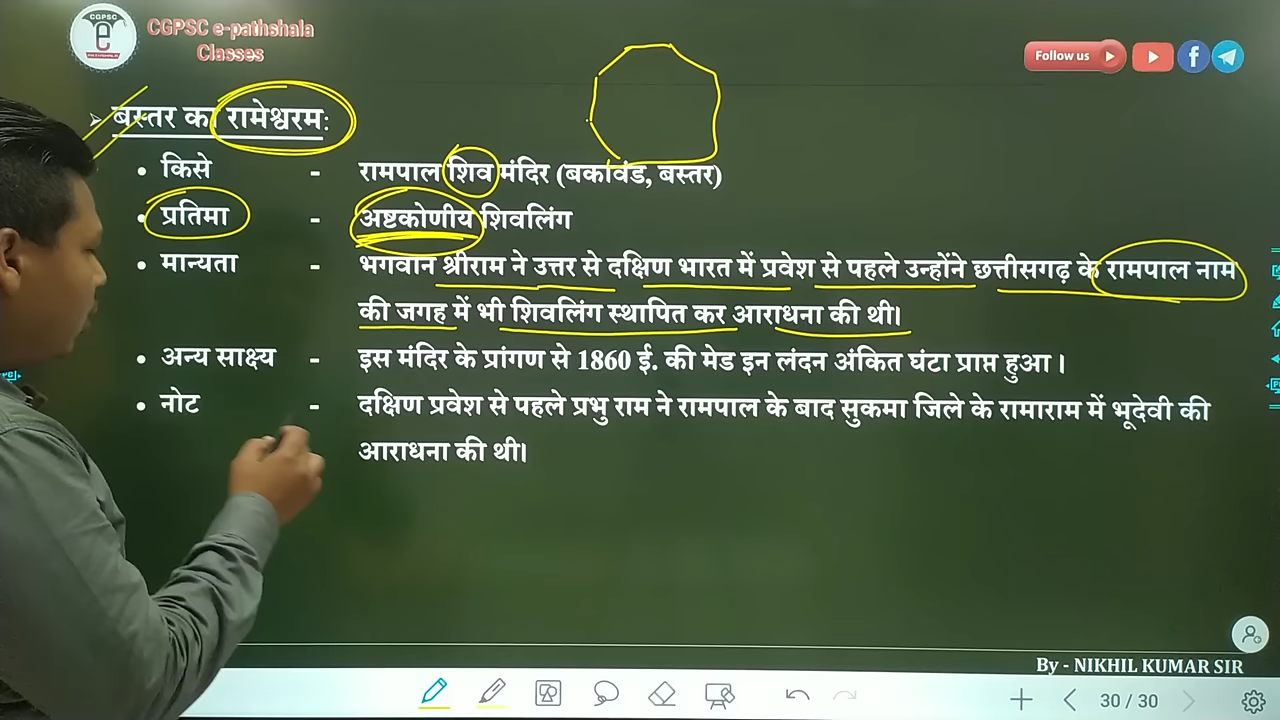 CGPSC
e
CGPSC e-pathshala
Classes
Follow us
बस्तर का रामेश्वरम:
• किसे - रामपाल शिव मंदिर (बकावंड, बस्तर)
• प्रतिमा - अष्टकोणीय शिवलिंग
• मान्यता - भगवान श्रीराम ने उत्तर से दक्षिण भारत में प्रवेश से पहले उन्होंने छत्तीसगढ़ के रामपाल नाम
की जगह में भी शिवलिंग स्थापित कर आराधना की थी।
• अन्य साक्ष्य - इस मंदिर के प्रांगण से 1860 ई. की मेड इन लंदन अंकित घंटा प्राप्त हुआ।
• नोट - दक्षिण प्रवेश से पहले प्रभु राम ने रामपाल के बाद सुकमा जिले के रामाराम में भूदेवी की
आराधना की थी।
By - NIKHIL KUMAR SIR
30 / 30